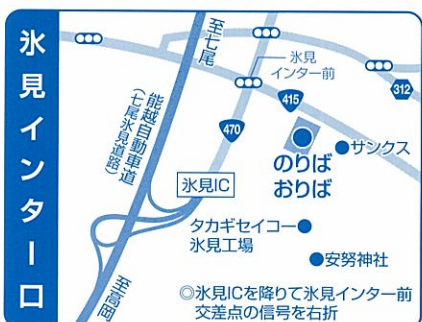 氷見インター口
至七尾
能越自動車道
(七尾氷見道路)
氷見
インター前
415
312
470
のりば
おりば
サンクス
氷見IC
タカギセイコー
氷見工場
安努神社
至高岡
◎氷見ICを降りて氷見インター前
交差点の信号を右折